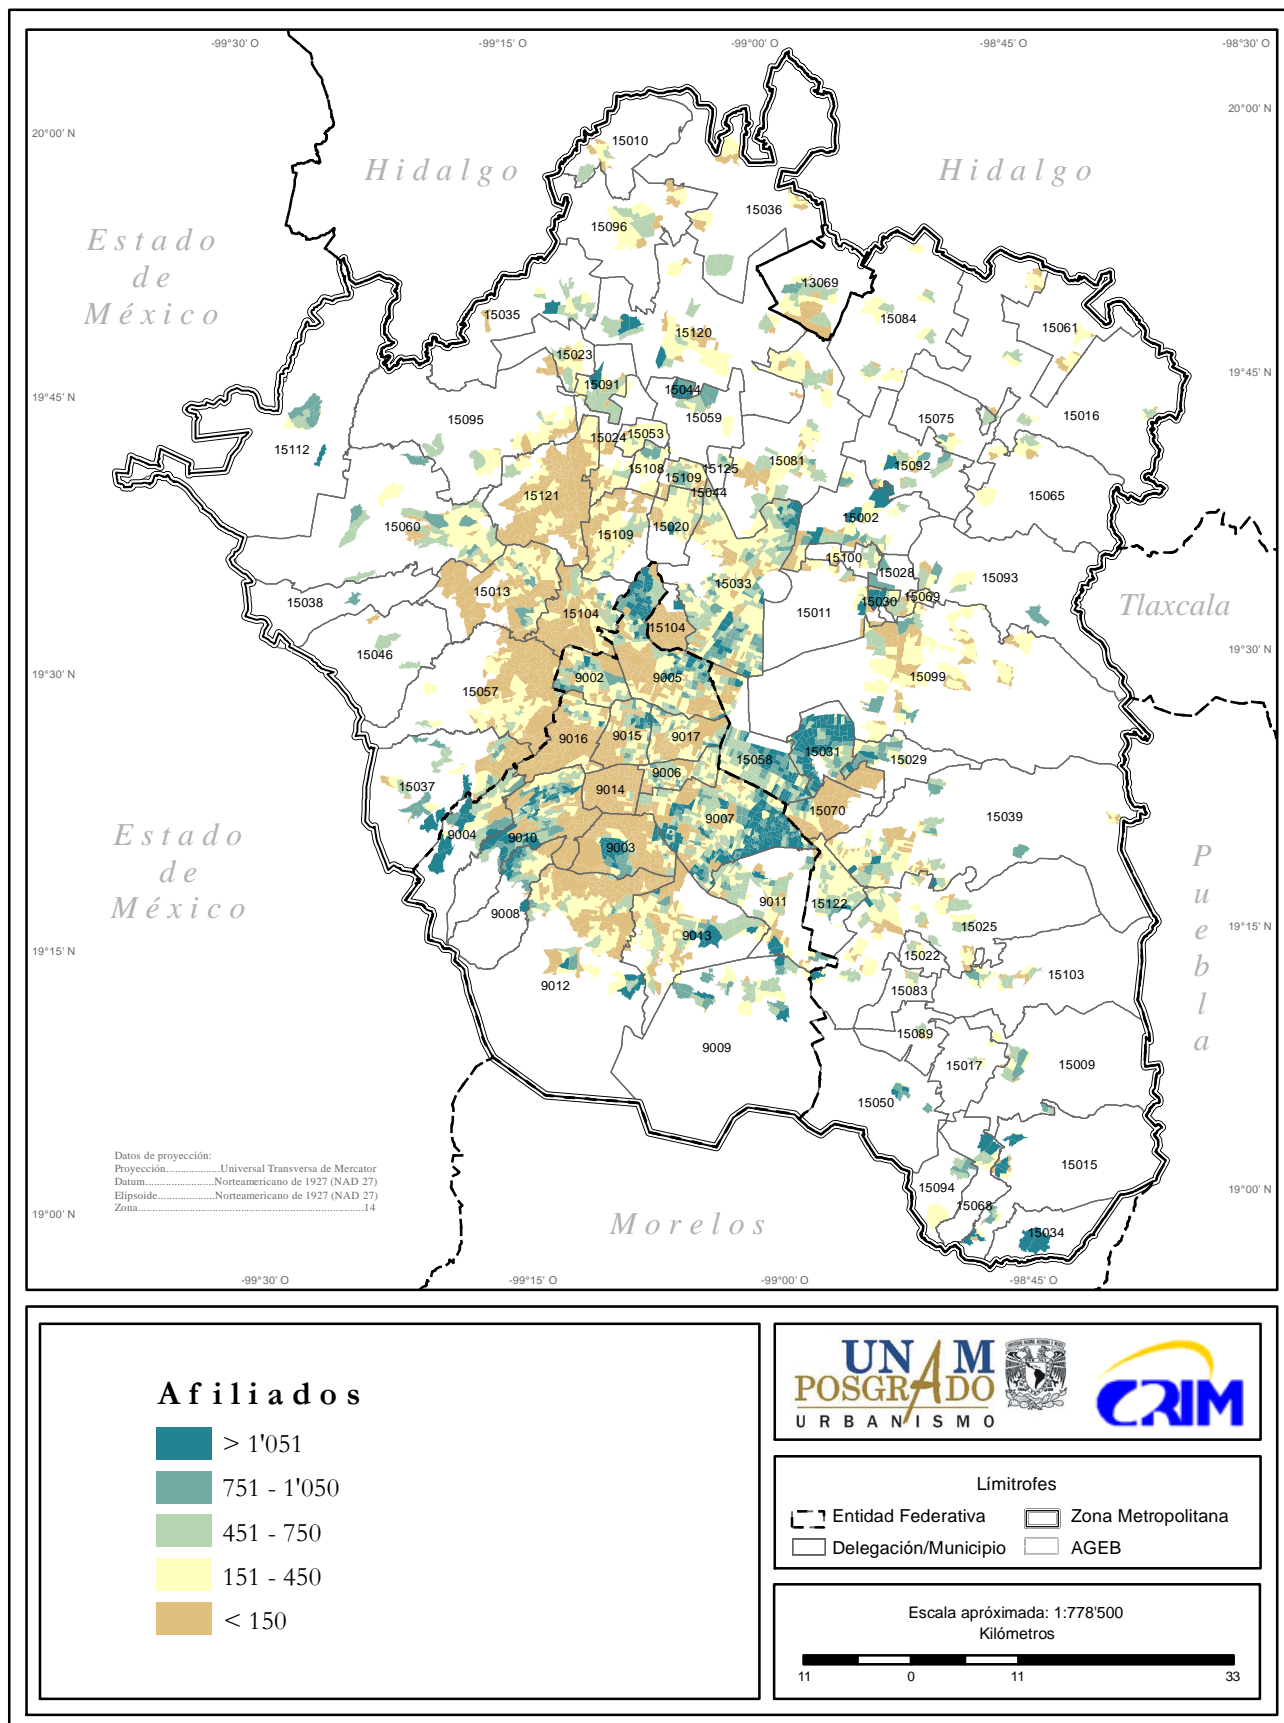 -99°30' O
-99°15' O
-99°00' O
-98°45' O
-98°30' O
20°00' N
20°00' N
15010
Hidalgo
Hidalgo
15036
15096
Estado
de
México
13069
15035
15084
15061
15120
15023
15091
15044
19°45' N
19°45' N
15095
15059
15075
15016
15112
15024
15053
15108
15109
15125
15081
15092
15121
15044
15065
15060
15109
15020
15002
15100
15033
15028
15093
15013
15038
15104
15104
15011
15030
15069
Tlaxcala
15046
19°30' N
19°30' N
15057
9002
9005
15099
9016
9015
9017
15058
15031
15029
9006
15037
9014
15070
9004
9010
9003
9007
15039
Estado
de
México
Puebla
9008
9011
15122
9013
15025
19°15' N
19°15' N
9012
15022
15103
15083
9009
15089
15017
15009
15050
15015
15094
15068
15034
Datos de proyección:
Proyección..................Universal Transversa de Mercator
Datum.......................Norteamericano de 1927 (NAD 27)
Elipsoide...................Norteamericano de 1927 (NAD 27)
Zona...........................................................................14
19°00' N
19°00' N
Morelos
-99°30' O
-99°15' O
-99°00' O
-98°45' O
Afiliados
> 1'051
751 - 1'050
451 - 750
151 - 450
< 150
UNAM
POSGRADO
URBANISMO
CRIM
Límitrofes
Entidad Federativa
Zona Metropolitana
Delegación/Municipio
AGEB
Escala apróximada: 1:778'500
Kilómetros
11 0 11 33